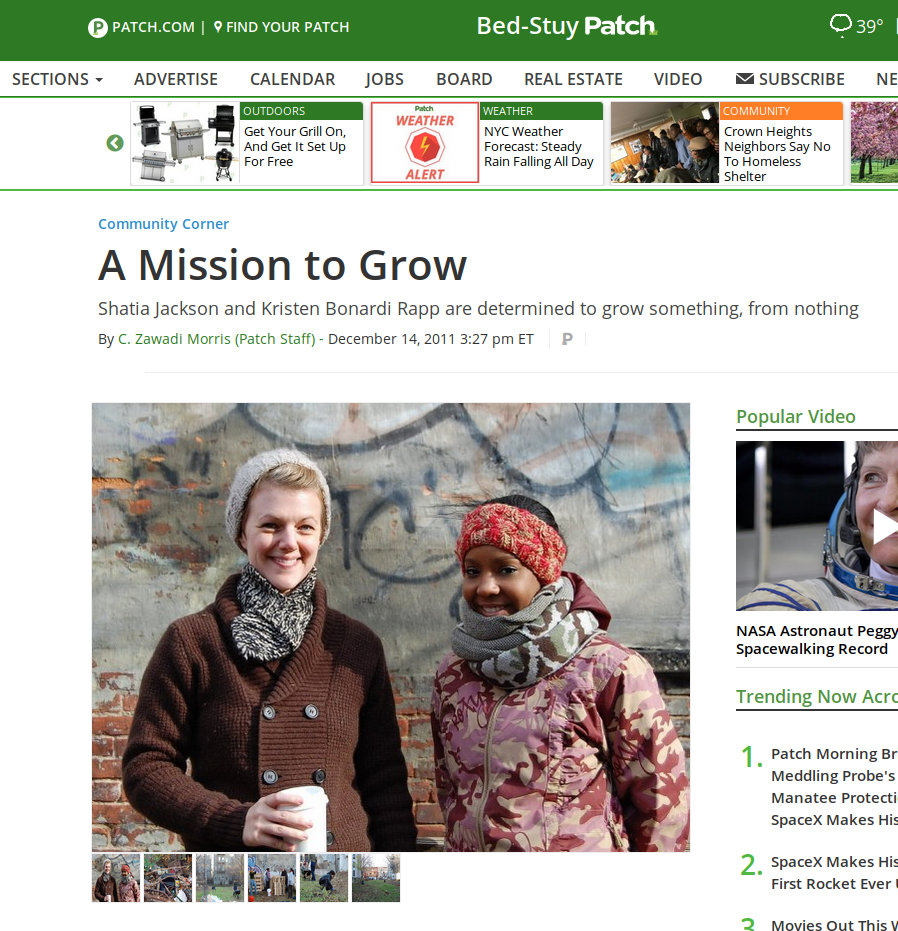 PATCH.COM | FIND YOUR PATCH
Bed-Stuy Patch
39°
SECTIONS ADVERTISE CALENDAR JOBS BOARD REAL ESTATE VIDEO SUBSCRIBE NE
OUTDOORS
Get Your Grill On,
And Get It Set Up
For Free
Patch
WEATHER
ALERT
WEATHER
NYC Weather
Forecast: Steady
Rain Falling All Day
COMMUNITY
Crown Heights
Neighbors Say No
To Homeless
Shelter
Community Corner
A Mission to Grow
Shatia Jackson and Kristen Bonardi Rapp are determined to grow something, from nothing
By C. Zawadi Morris (Patch Staff) - December 14, 2011 3:27 pm ET
P
Popular Video
NASA Astronaut Peggy
Spacewalking Record
Trending Now Acro
1. Patch Morning Br
Meddling Probe's
Manatee Protecti
SpaceX Makes His
2. SpaceX Makes His
First Rocket Ever
3. Movies Out This W